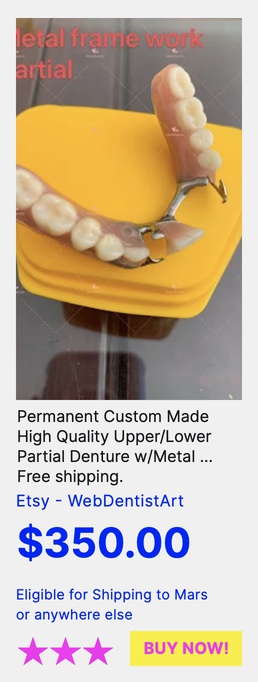 Metal frame work
artial
Permanent Custom Made
High Quality Upper/Lower
Partial Denture w/Metal ...
Free shipping.
Etsy - WebDentistArt
$350.00
Eligible for Shipping to Mars
or anywhere else
BUY NOW!